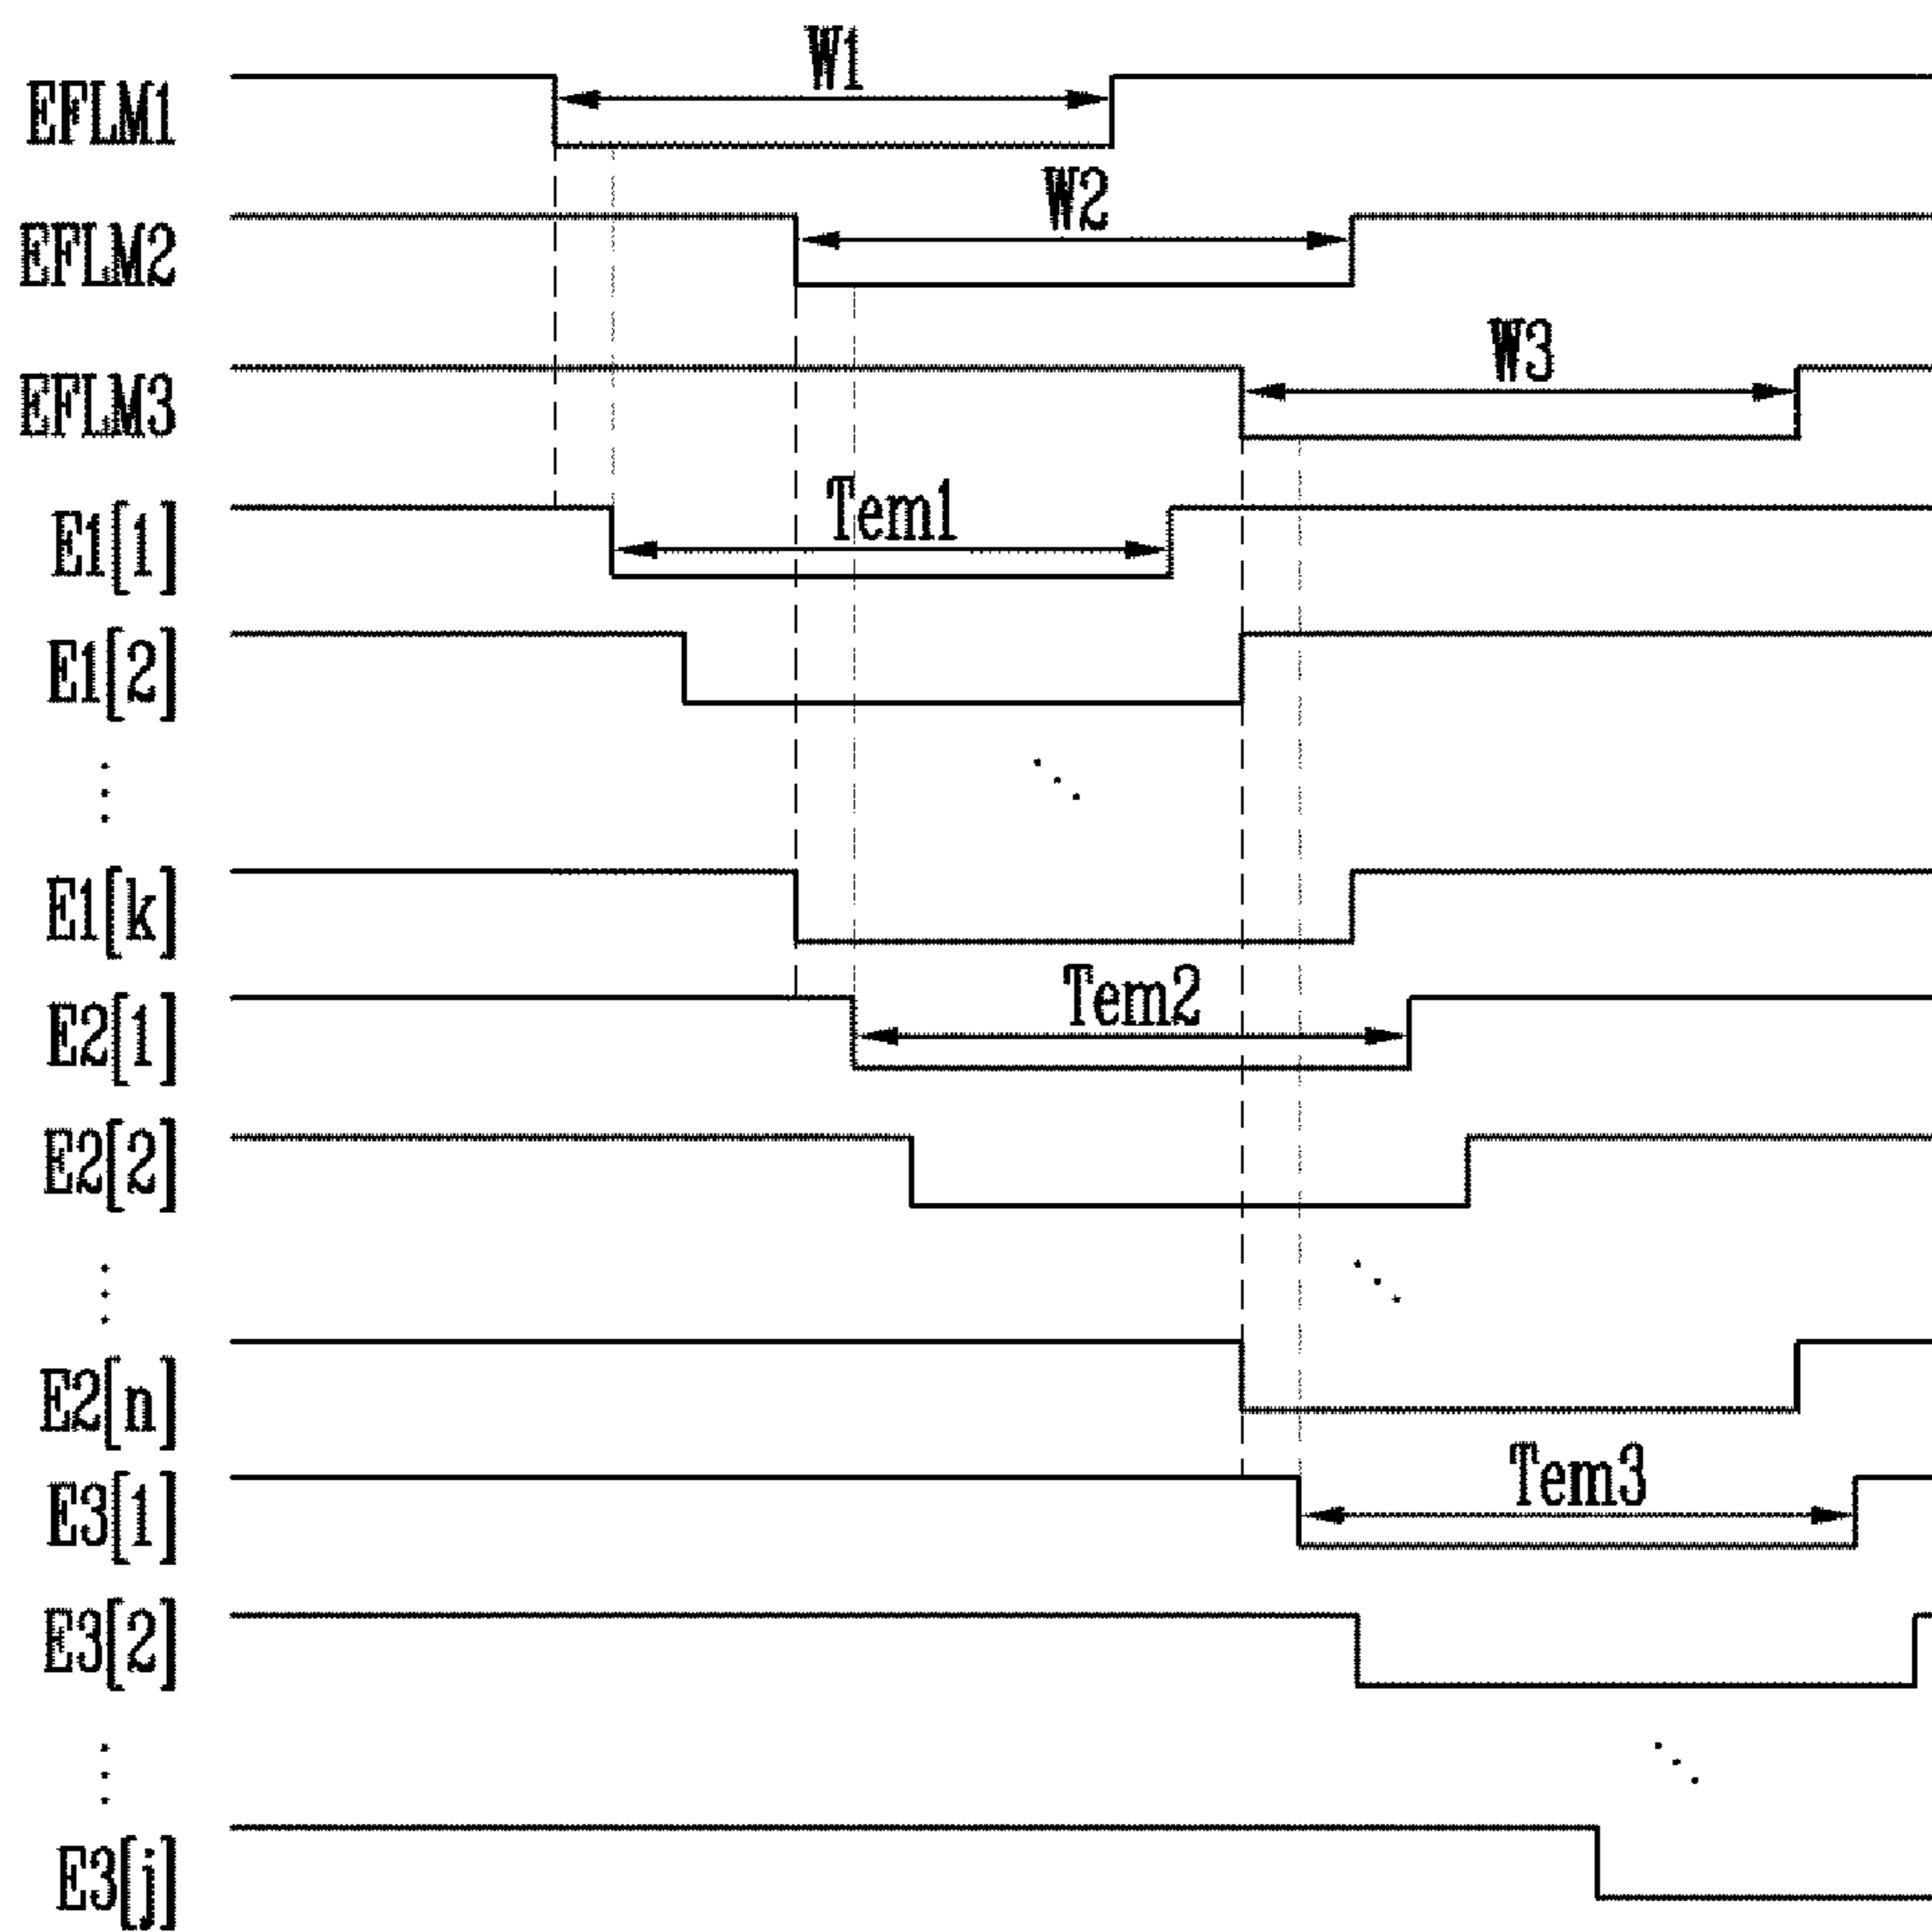 W1
EFLM1
W2
EFLM2
W3
EFLM3
Tem1
E1[1]
E1[2]
E1[k]
Tem2
E2[1]
E2[2]
E2[n]
Tem3
E3[1]
E3[2]
E3[j]